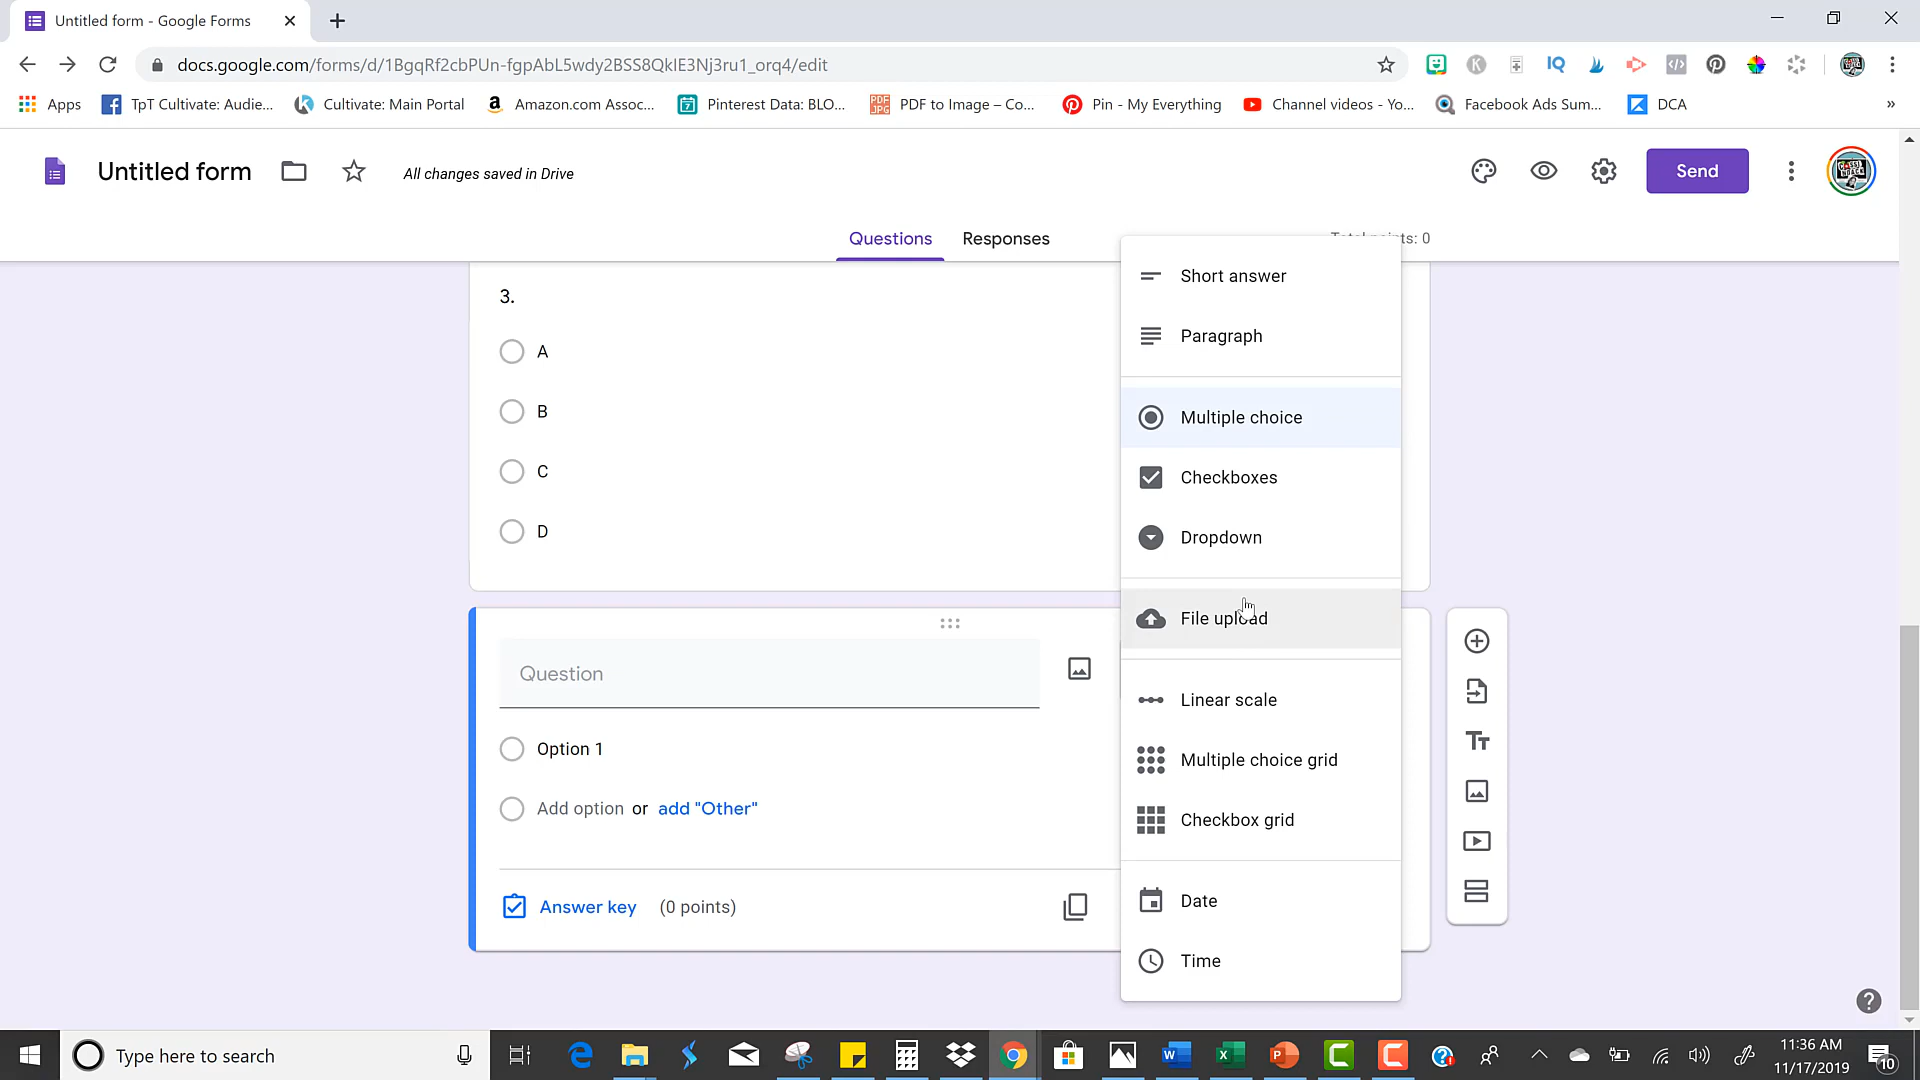 Untitled form - Google Forms
docs.google.com/forms/d/1BgqRf2cbPUn-fgpAbL5wdy2BSS8QkIE3Nj3ru1_orq4/edit
Apps TpT Cultivate: Audie... Cultivate: Main Portal Amazon.com Assoc... Pinterest Data: BLO... PDF to Image – Co... Pin - My Everything Channel videos - Yo... Facebook Ads Sum... DCA »
Untitled form All changes saved in Drive Send
Questions Responses Total points: 0
3.
A
B
C
D
Short answer
Paragraph
Multiple choice
Checkboxes
Dropdown
File upload
Linear scale
Multiple choice grid
Checkbox grid
Date
Time
Question
Option 1
Add option or add "Other"
Answer key (0 points)
Type here to search
11:36 AM
11/17/2019
10